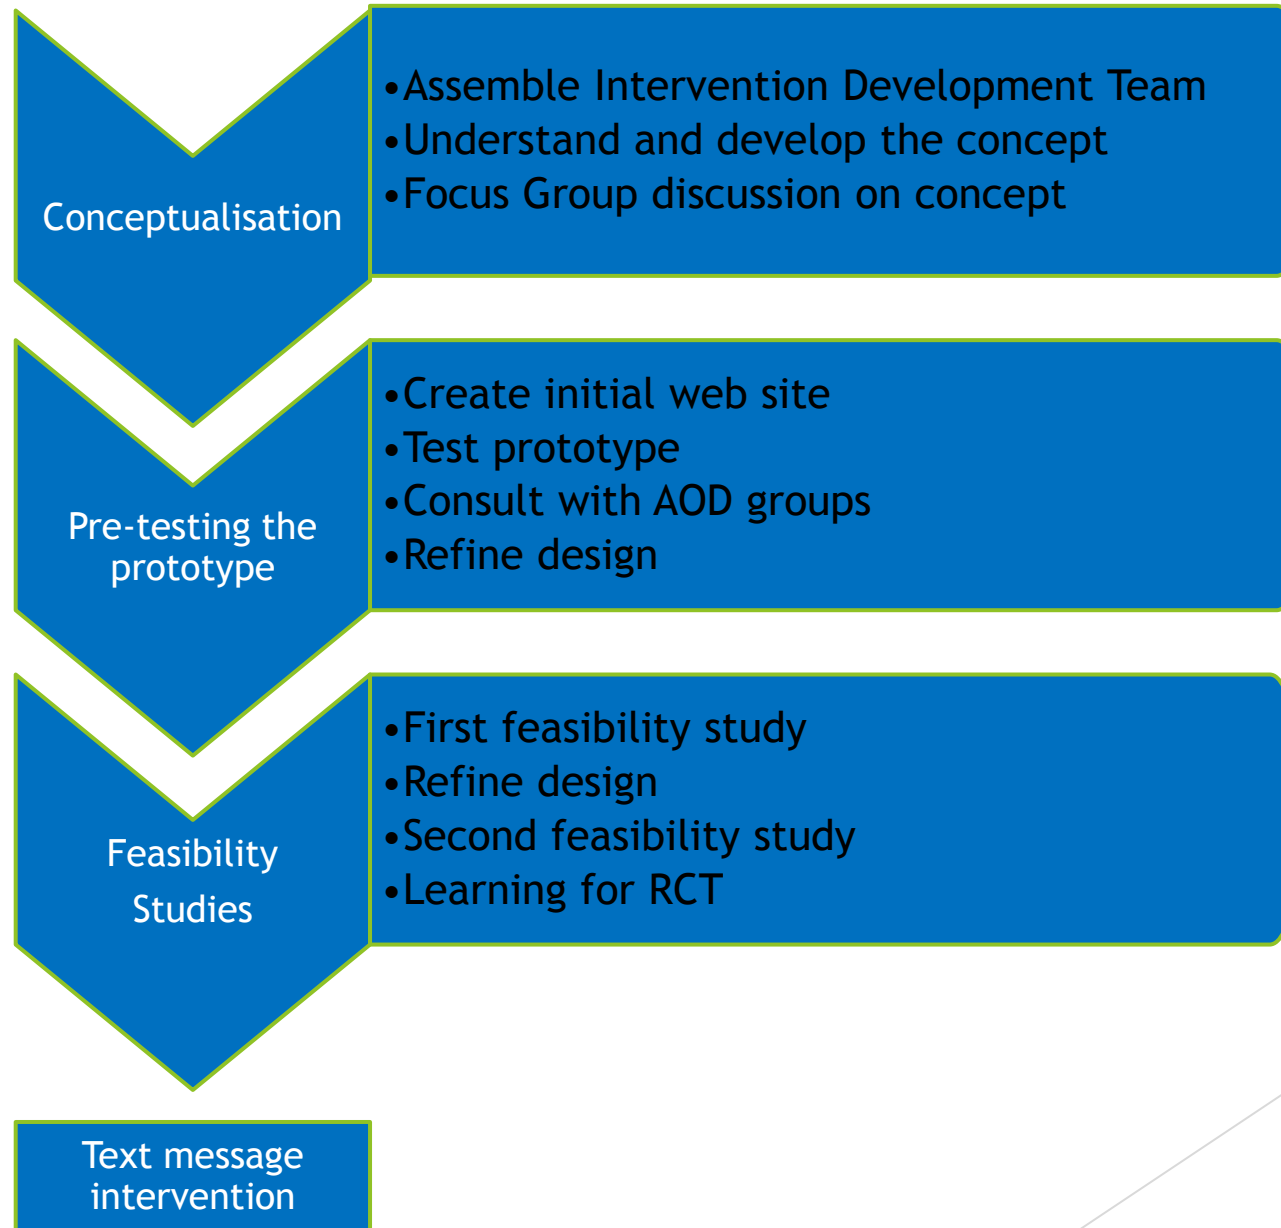 Conceptualisation
•Assemble Intervention Development Team
•Understand and develop the concept
•Focus Group discussion on concept
Pre-testing the
prototype
•Create initial web site
•Test prototype
•Consult with AOD groups
•Refine design
Feasibility
Studies
•First feasibility study
•Refine design
•Second feasibility study
•Learning for RCT
Text message
intervention